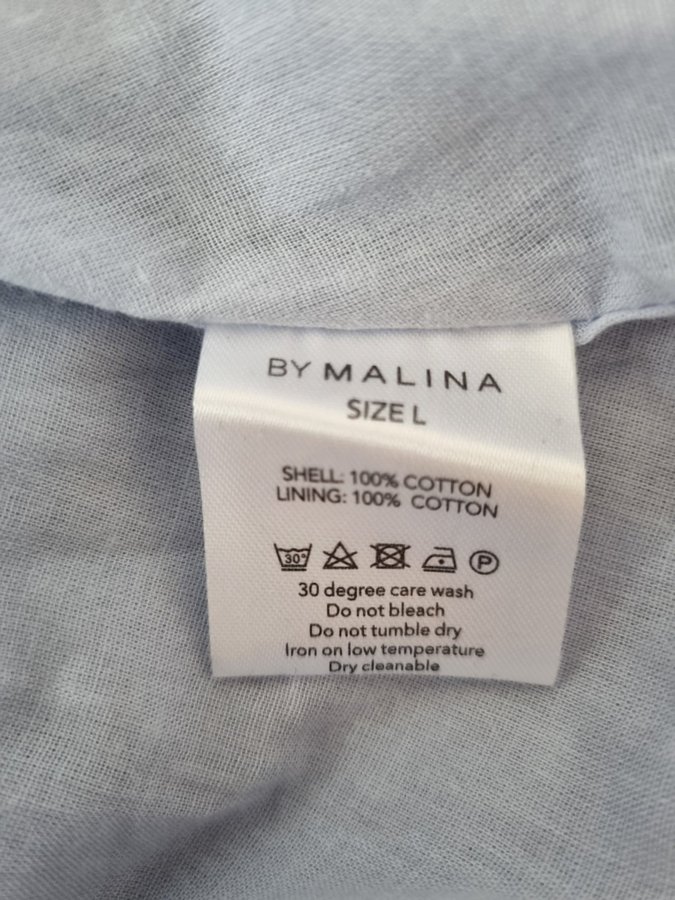 BY MALINA
SIZE L
SHELL: 100% COTTON
LINING: 100% COTTON
30°
P
30 degree care wash
Do not bleach
Do not tumble dry
Iron on low temperature
Dry cleanable